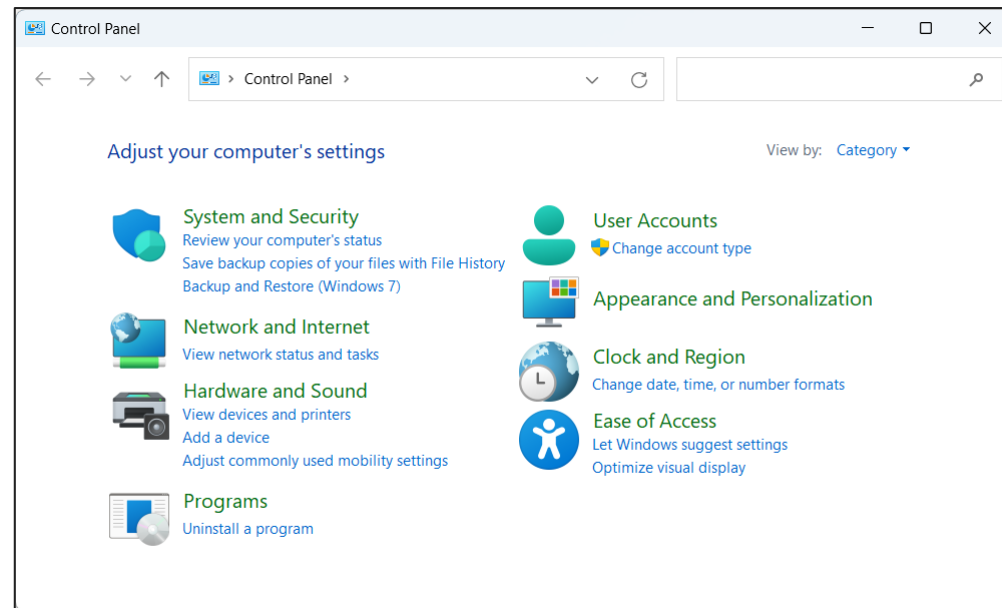 Control Panel
Control Panel
Adjust your computer's settings
View by: Category
System and Security
Review your computer's status
Save backup copies of your files with File History
Backup and Restore (Windows 7)
Network and Internet
View network status and tasks
Hardware and Sound
View devices and printers
Add a device
Adjust commonly used mobility settings
Programs
Uninstall a program
User Accounts
Change account type
Appearance and Personalization
Clock and Region
Change date, time, or number formats
Ease of Access
Let Windows suggest settings
Optimize visual display